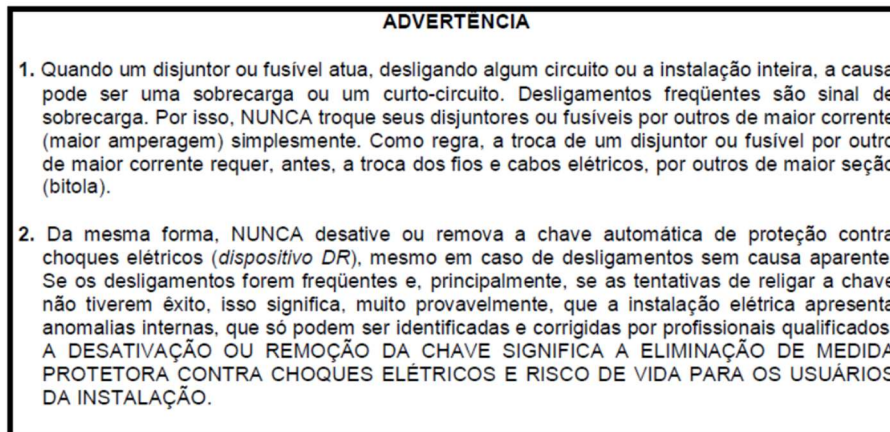 ADVERTÊNCIA
1. Quando um disjuntor ou fusível atua, desligando algum circuito ou a instalação inteira, a causa
pode ser uma sobrecarga ou um curto-circuito. Desligamentos freqüentes são sinal de
sobrecarga. Por isso, NUNCA troque seus disjuntores ou fusíveis por outros de maior corrente
(maior amperagem) simplesmente. Como regra, a troca de um disjuntor ou fusível por outro
de maior corrente requer, antes, a troca dos fios e cabos elétricos, por outros de maior seção
(bitola).
2. Da mesma forma, NUNCA desative ou remova a chave automática de proteção contra
choques elétricos (dispositivo DR), mesmo em caso de desligamentos sem causa aparente.
Se os desligamentos forem freqüentes e, principalmente, se as tentativas de religar a chave
não tiverem êxito, isso significa, muito provavelmente, que a instalação elétrica apresenta
anomalias internas, que só podem ser identificadas e corrigidas por profissionais qualificados.
A DESATIVAÇÃO OU REMOÇÃO DA CHAVE SIGNIFICA A ELIMINAÇÃO DE MEDIDA
PROTETORA CONTRA CHOQUES ELÉTRICOS E RISCO DE VIDA PARA OS USUÁRIOS
DA INSTALAÇÃO.